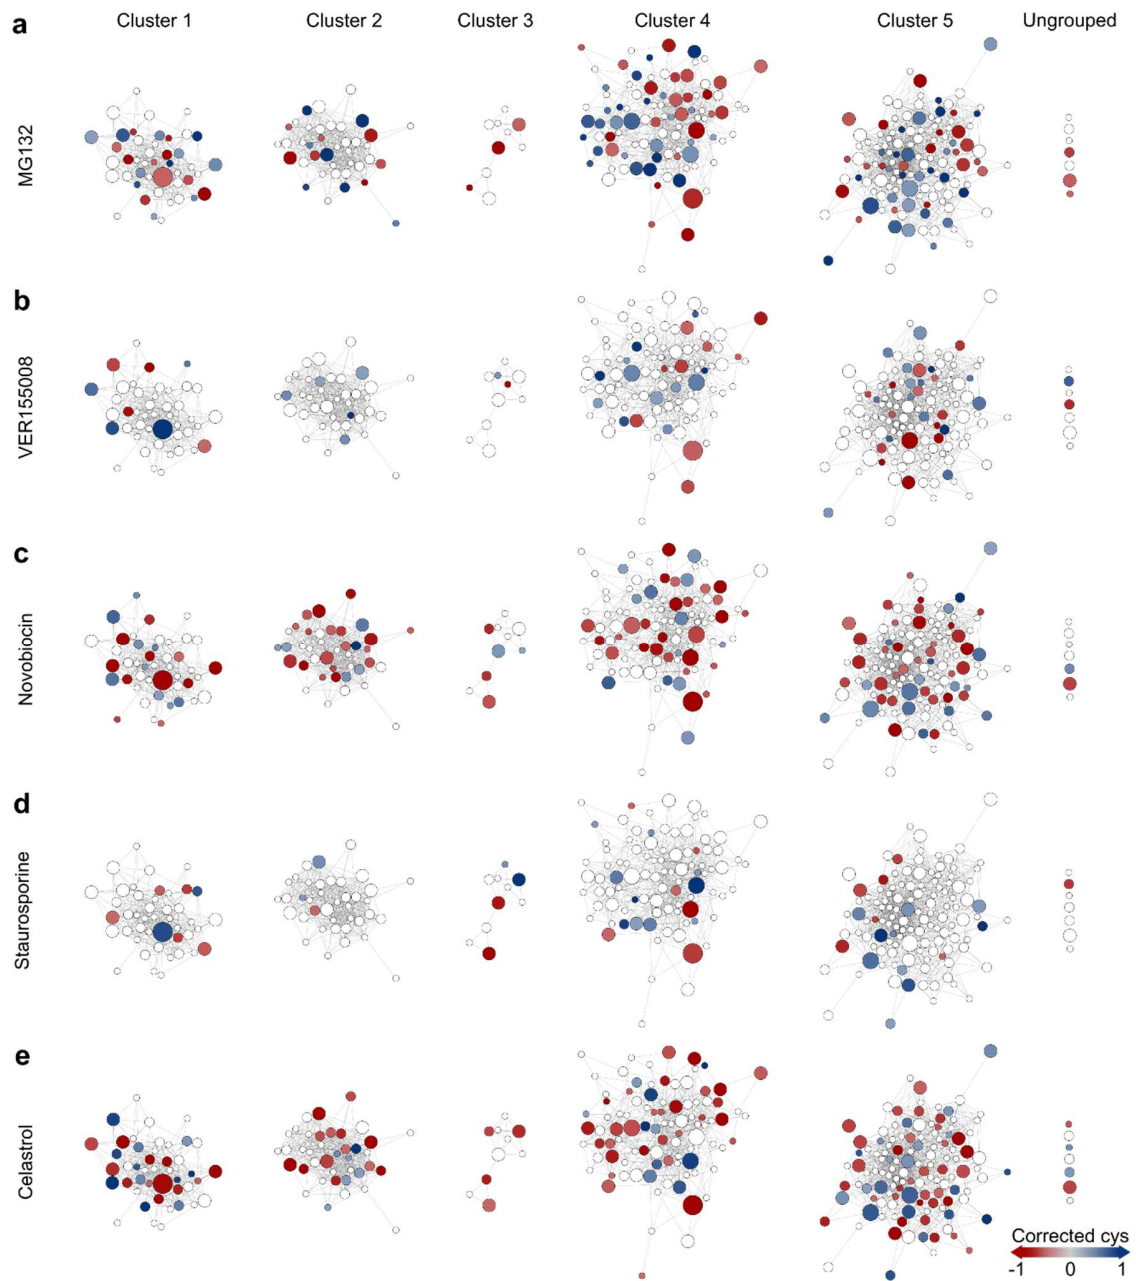 a
Cluster 1
Cluster 2
Cluster 3
Cluster 4
Cluster 5
Ungrouped
MG132
b
VER155008
c
Novobiocin
d
Staurosporine
e
Celastrol
Corrected cys
-1
0
1